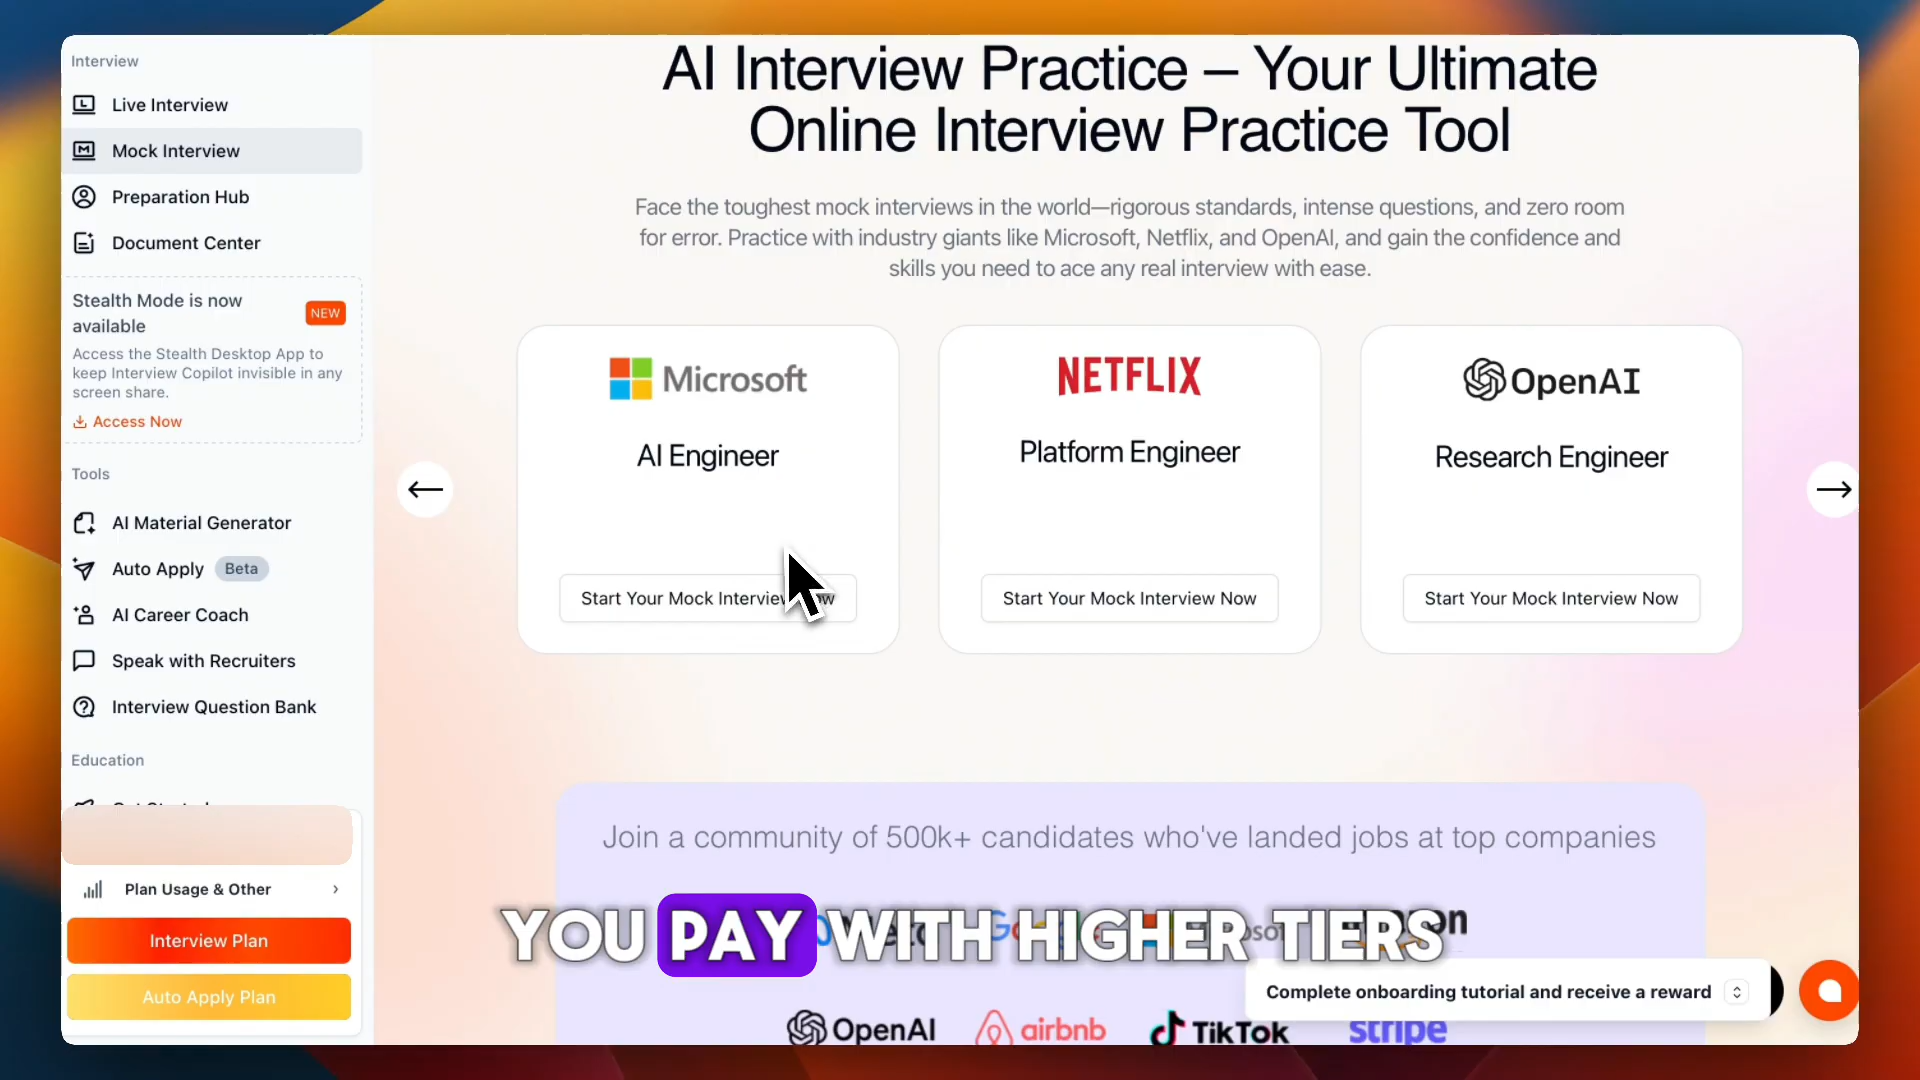 Interview
Live Interview
Mock Interview
Preparation Hub
Document Center
Stealth Mode is now
available
NEW
Access the Stealth Desktop App to
keep Interview Copilot invisible in any
screen share.
Access Now
Tools
AI Material Generator
Auto Apply Beta
AI Career Coach
Speak with Recruiters
Interview Question Bank
Education
Plan Usage & Other
Interview Plan
Auto Apply Plan
AI Interview Practice – Your Ultimate
Online Interview Practice Tool
Face the toughest mock interviews in the world—rigorous standards, intense questions, and zero room
for error. Practice with industry giants like Microsoft, Netflix, and OpenAI, and gain the confidence and
skills you need to ace any real interview with ease.
Microsoft
AI Engineer
Start Your Mock Interview Now
NETFLIX
Platform Engineer
Start Your Mock Interview Now
OpenAI
Research Engineer
Start Your Mock Interview Now
Join a community of 500k+ candidates who've landed jobs at top companies
YOU PAY WITH HIGHER TIERS
Complete onboarding tutorial and receive a reward
OpenAI airbnb TikTok stripe